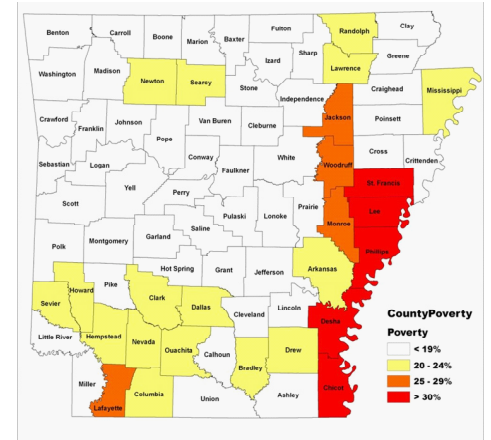 Benton
Carroll
Boone
Marion
Baxter
Fulton
Randolph
Clay
Izard
Sharp
Greene
Washington
Madison
Newton
Searcy
Stone
Lawrence
Independence
Craighead
Mississippi
Crawford
Franklin
Johnson
Pope
Van Buren
Cleburne
Jackson
Poinsett
Sebastian
Logan
Conway
Faulkner
White
Woodruff
Cross
Crittenden
Scott
Yell
Perry
Pulaski
Lonoke
Prairie
St. Francis
Lee
Monroe
Polk
Montgomery
Garland
Saline
Hot Spring
Grant
Jefferson
Arkansas
Phillips
Sevier
Howard
Pike
Clark
Dallas
Cleveland
Lincoln
Desha
Little River
Hempstead
Nevada
Ouachita
Calhoun
Bradley
Drew
Miller
Lafayette
Columbia
Union
Ashley
Chicot
CountyPoverty
Poverty
< 19%
20 - 24%
25 - 29%
> 30%